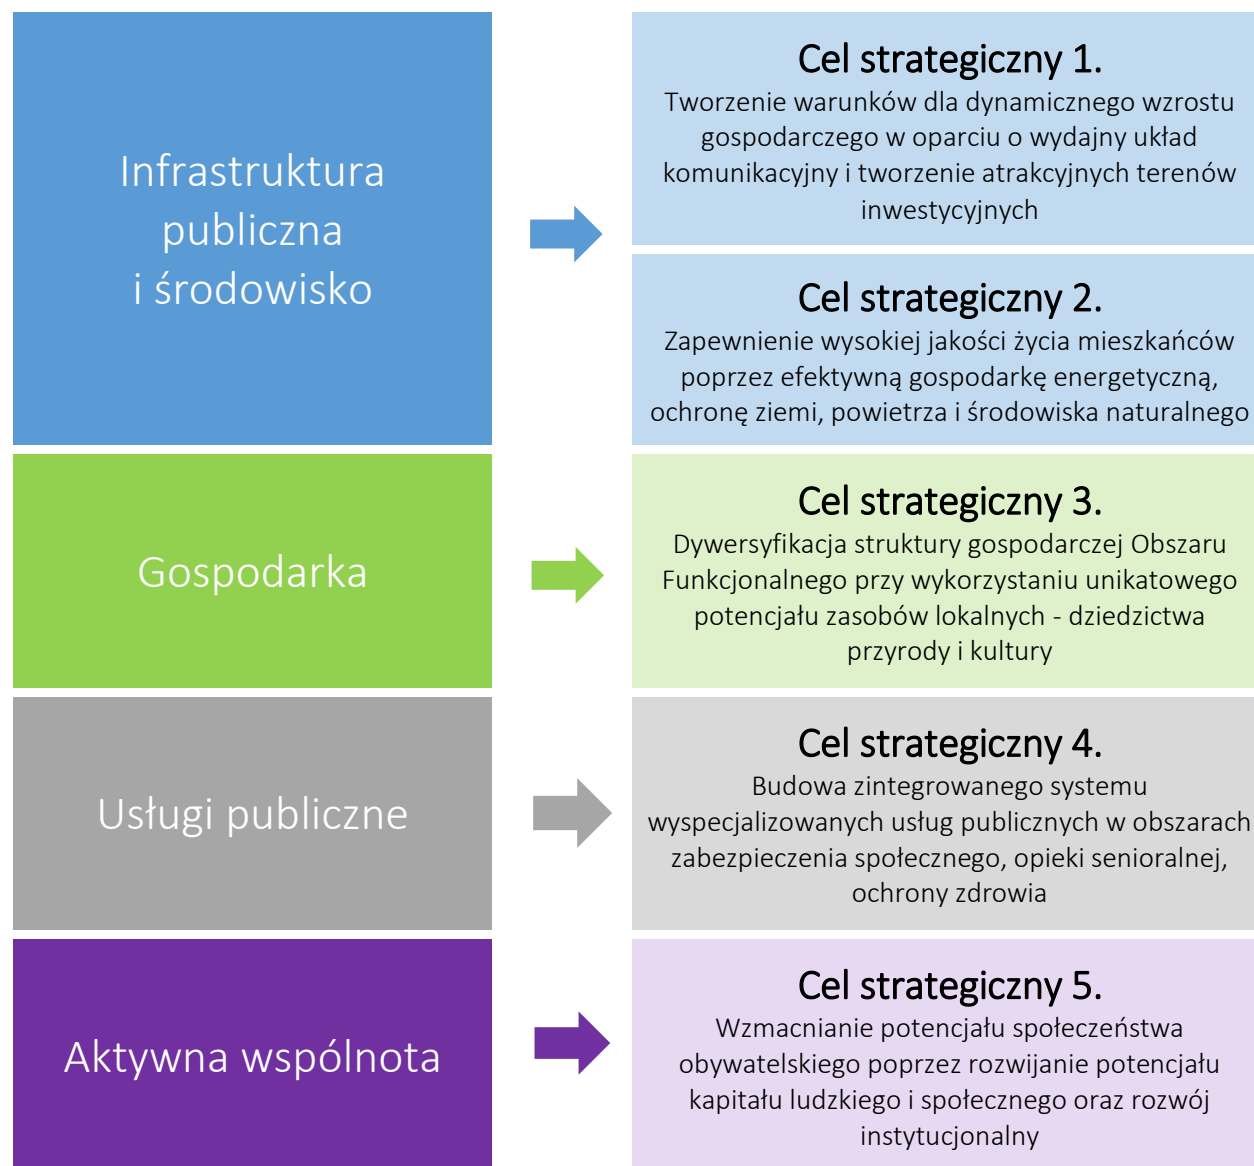 Infrastruktura
publiczna
i środowisko
Cel strategiczny 1.
Tworzenie warunków dla dynamicznego wzrostu
gospodarczego w oparciu o wydajny układ
komunikacyjny i tworzenie atrakcyjnych terenów
inwestycyjnych
Cel strategiczny 2.
Zapewnienie wysokiej jakości życia mieszkańców
poprzez efektywną gospodarkę energetyczną,
ochronę ziemi, powietrza i środowiska naturalnego
Gospodarka
Cel strategiczny 3.
Dywersyfikacja struktury gospodarczej Obszaru
Funkcjonalnego przy wykorzystaniu unikatowego
potencjału zasobów lokalnych - dziedzictwa
przyrody i kultury
Usługi publiczne
Cel strategiczny 4.
Budowa zintegrowanego systemu
wyspecjalizowanych usług publicznych w obszarach
zabezpieczenia społecznego, opieki senioralnej,
ochrony zdrowia
Aktywna wspólnota
Cel strategiczny 5.
Wzmacnianie potencjału społeczeństwa
obywatelskiego poprzez rozwijanie potencjału
kapitału ludzkiego i społecznego oraz rozwój
instytucjonalny